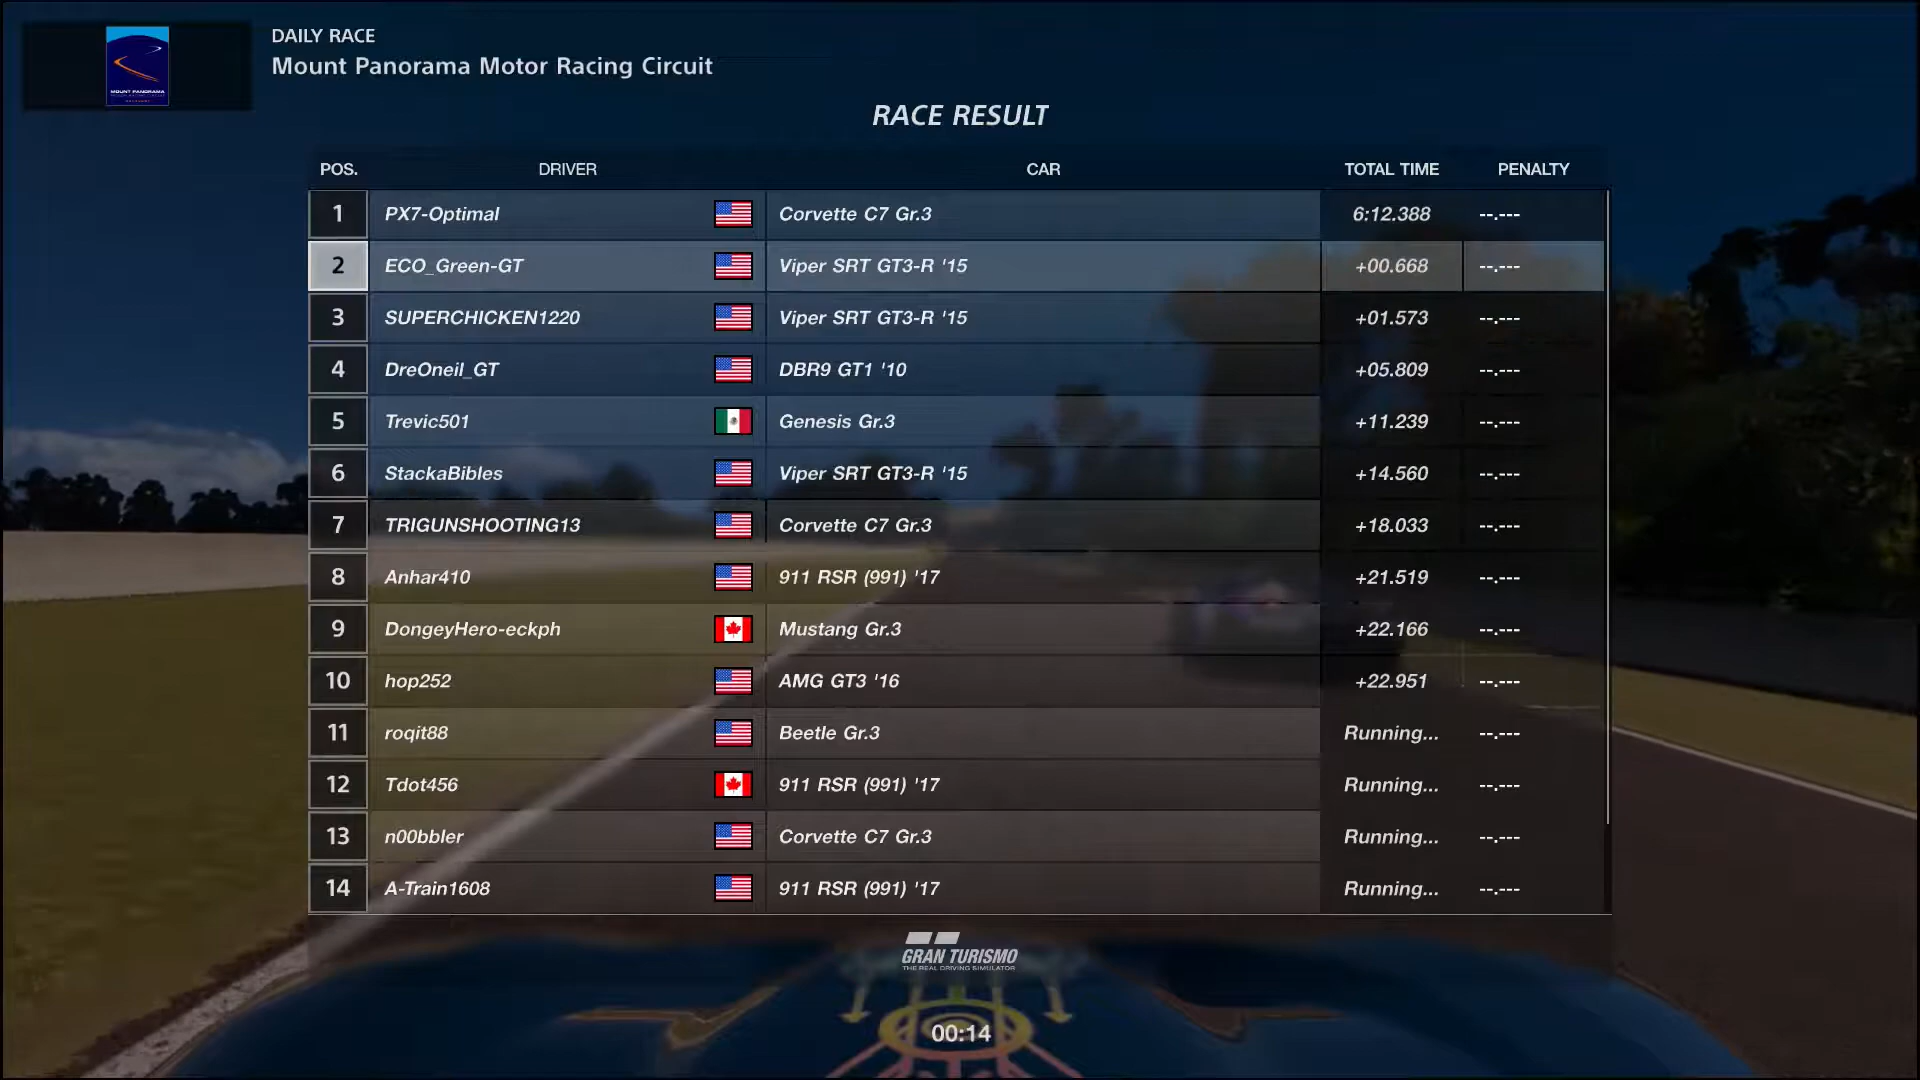 DAILY RACE
Mount Panorama Motor Racing Circuit
MOUNT PANORAMA
RACE RESULT
POS. DRIVER CAR TOTAL TIME PENALTY
1 PX7-Optimal Corvette C7 Gr.3 6:12.388 --.---
2 ECO_Green-GT Viper SRT GT3-R '15 +00.668 --.---
3 SUPERCHICKEN1220 Viper SRT GT3-R '15 +01.573 --.---
4 DreOneil_GT DBR9 GT1 '10 +05.809 --.---
5 Trevic501 Genesis Gr.3 +11.239 --.---
6 StackaBibles Viper SRT GT3-R '15 +14.560 --.---
7 TRIGUNSHOOTING13 Corvette C7 Gr.3 +18.033 --.---
8 Anhar410 911 RSR (991) '17 +21.519 --.---
9 DongeyHero-eckph Mustang Gr.3 +22.166 --.---
10 hop252 AMG GT3 '16 +22.951 --.---
11 roqit88 Beetle Gr.3 Running... --.---
12 Tdot456 911 RSR (991) '17 Running... --.---
13 n00bbler Corvette C7 Gr.3 Running... --.---
14 A-Train1608 911 RSR (991) '17 Running... --.---
GRAN TURISMO
THE REAL DRIVING SIMULATOR
00:14